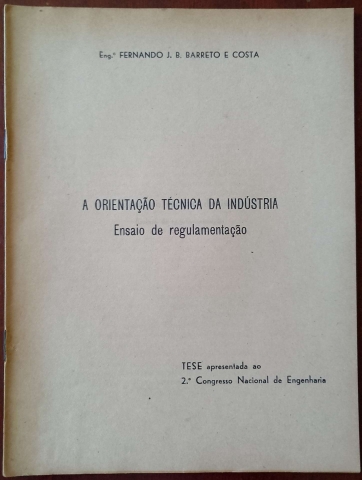 Eng.º FERNANDO J. B. BARRETO E COSTA
A ORIENTAÇÃO TÉCNICA DA INDÚSTRIA
Ensaio de regulamentação
TESE apresentada ao
2.º Congresso Nacional de Engenharia